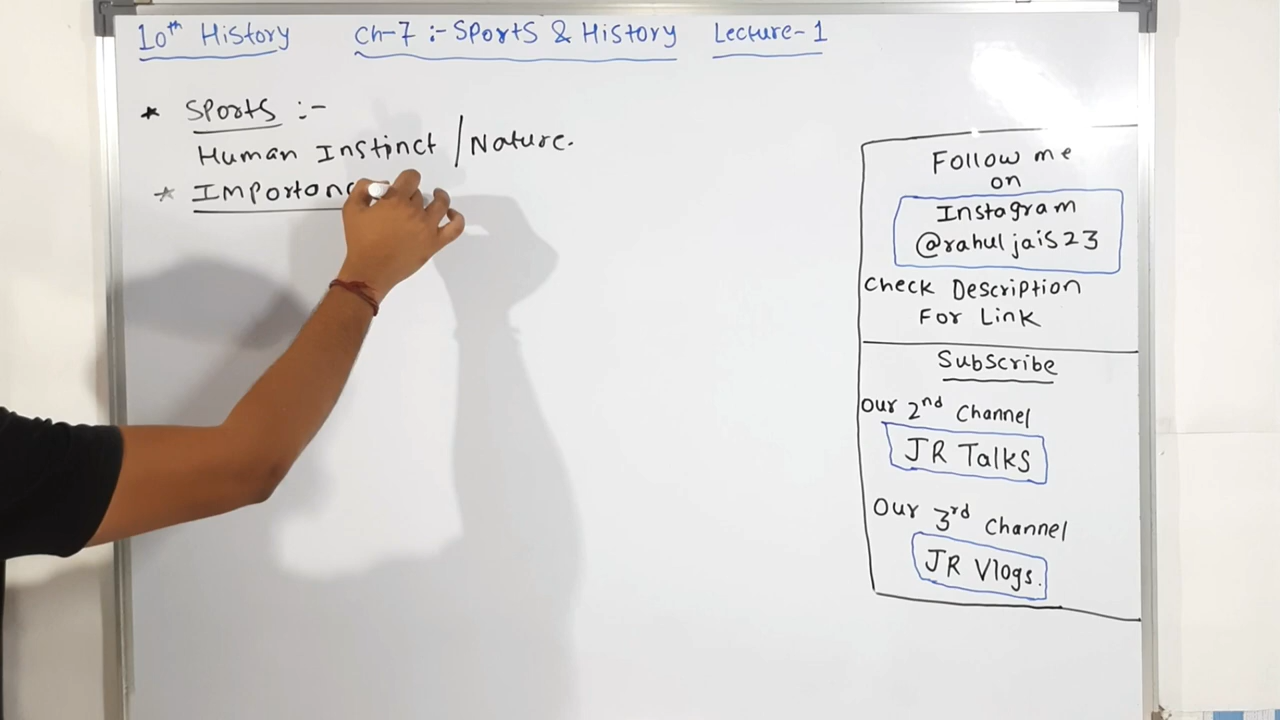 10th History Ch-7 :- Sports & History Lecture-1
* Sports :-
Human Instinct / Nature.
* Importanc
Follow me
on
Instagram
@rahuljais23
Check Description
For Link
Subscribe
Our 2nd Channel
JR Talks
Our 3rd Channel
JR Vlogs.